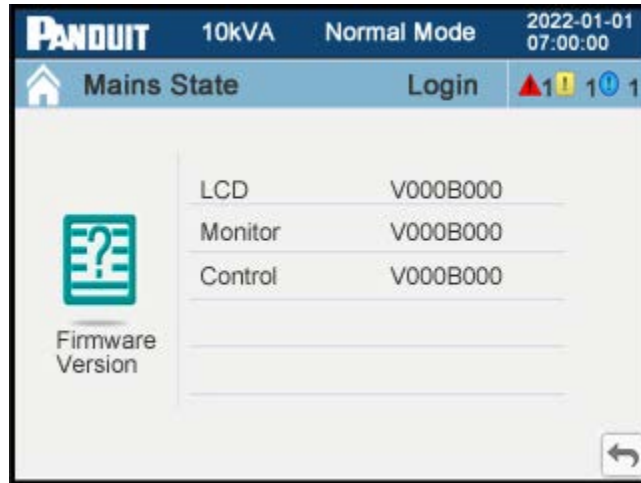 PANDUIT 10kVA Normal Mode 2022-01-01
07:00:00
Mains State Login 1 1 1
LCD V000B000
Monitor V000B000
Control V000B000
Firmware
Version